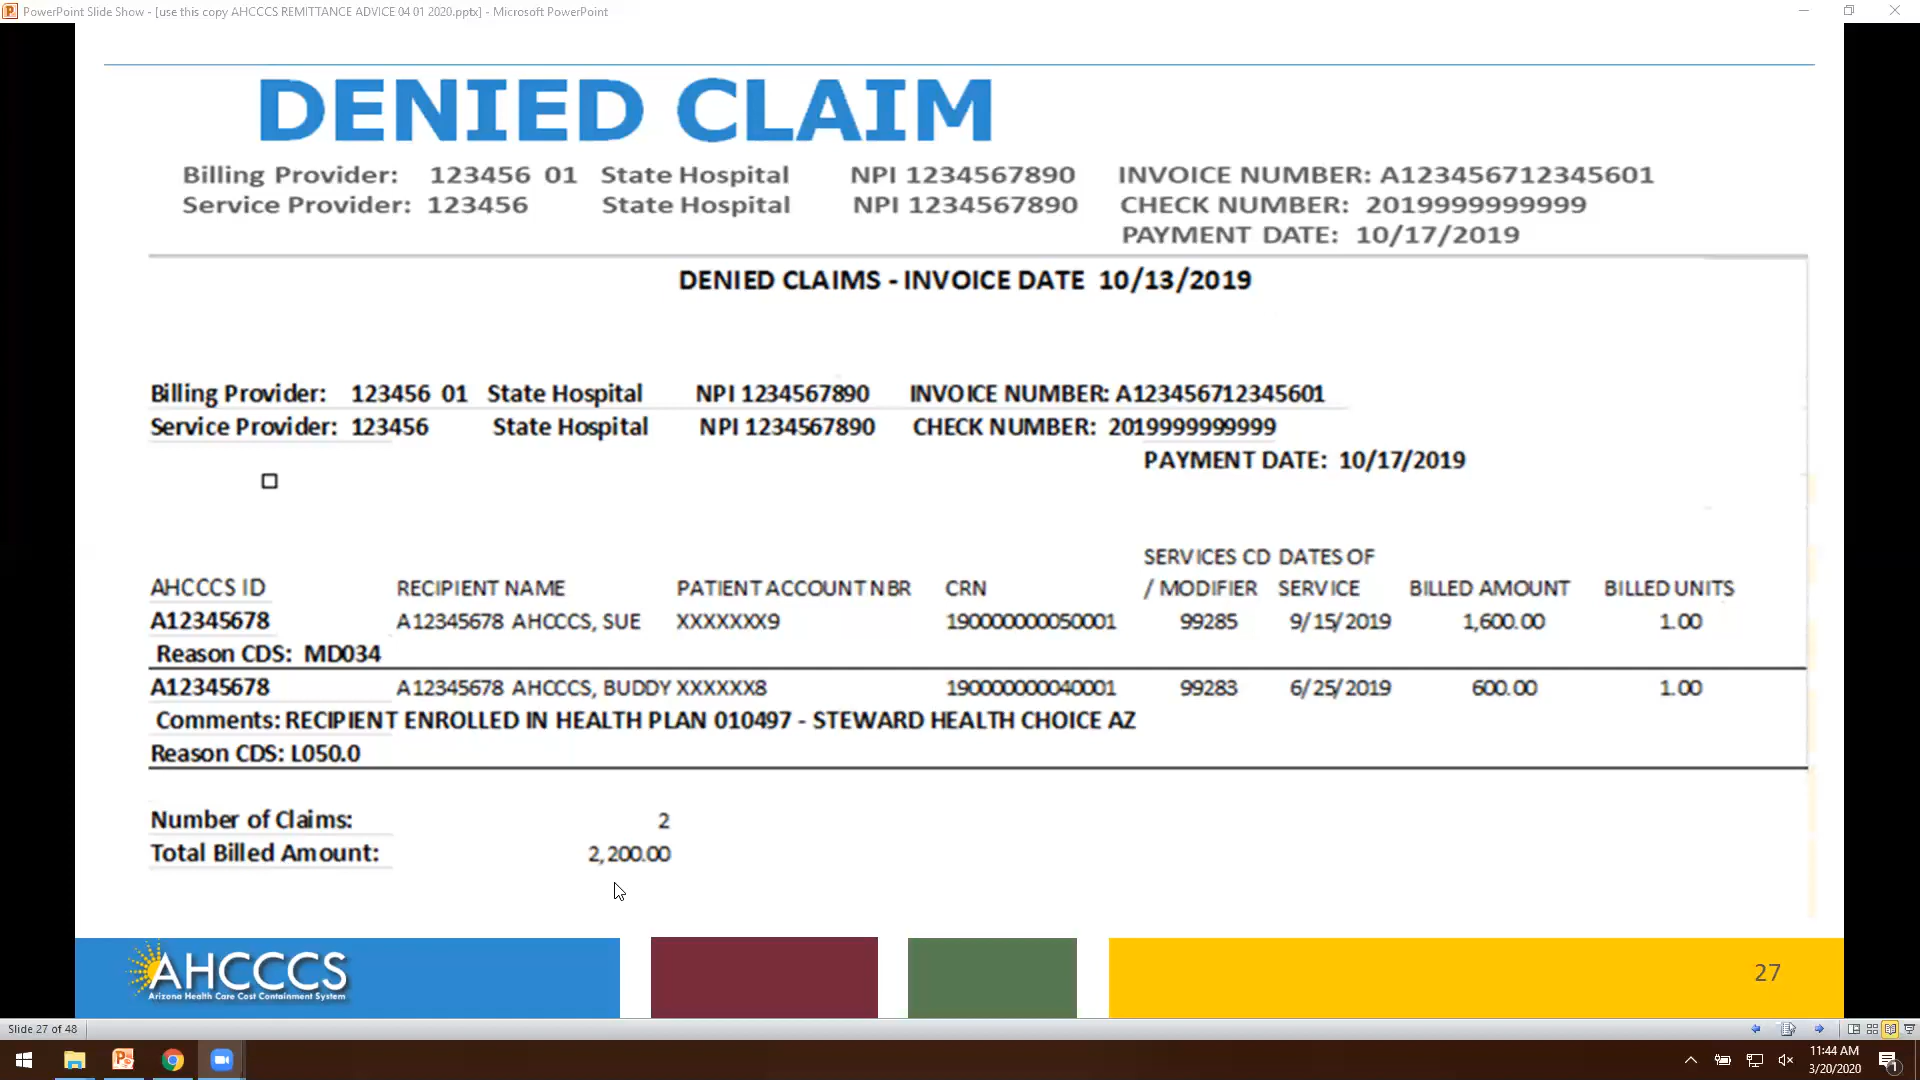 PowerPoint Slide Show - [use this copy AHCCCS REMITTANCE ADVICE 04 01 2020.pptx] - Microsoft PowerPoint
DENIED CLAIM
Billing Provider: 123456 01 State Hospital NPI 1234567890 INVOICE NUMBER: A123456712345601
Service Provider: 123456 State Hospital NPI 1234567890 CHECK NUMBER: 2019999999999
PAYMENT DATE: 10/17/2019
DENIED CLAIMS - INVOICE DATE 10/13/2019
Billing Provider: 123456 01 State Hospital NPI 1234567890 INVOICE NUMBER: A123456712345601
Service Provider: 123456 State Hospital NPI 1234567890 CHECK NUMBER: 2019999999999
PAYMENT DATE: 10/17/2019
SERVICES CD DATES OF
AHCCCS ID RECIPIENT NAME PATIENT ACCOUNT NBR CRN / MODIFIER SERVICE BILLED AMOUNT BILLED UNITS
A12345678 A12345678 AHCCCS, SUE XXXXXXX9 190000000050001 99285 9/15/2019 1,600.00 1.00
Reason CDS: MD034
A12345678 A12345678 AHCCCS, BUDDY XXXXXX8 190000000040001 99283 6/25/2019 600.00 1.00
Comments: RECIPIENT ENROLLED IN HEALTH PLAN 010497 - STEWARD HEALTH CHOICE AZ
Reason CDS: L050.0
Number of Claims: 2
Total Billed Amount: 2,200.00
AHCCCS
Arizona Health Care Cost Containment System
27
Slide 27 of 48
11:44 AM
3/20/2020
1